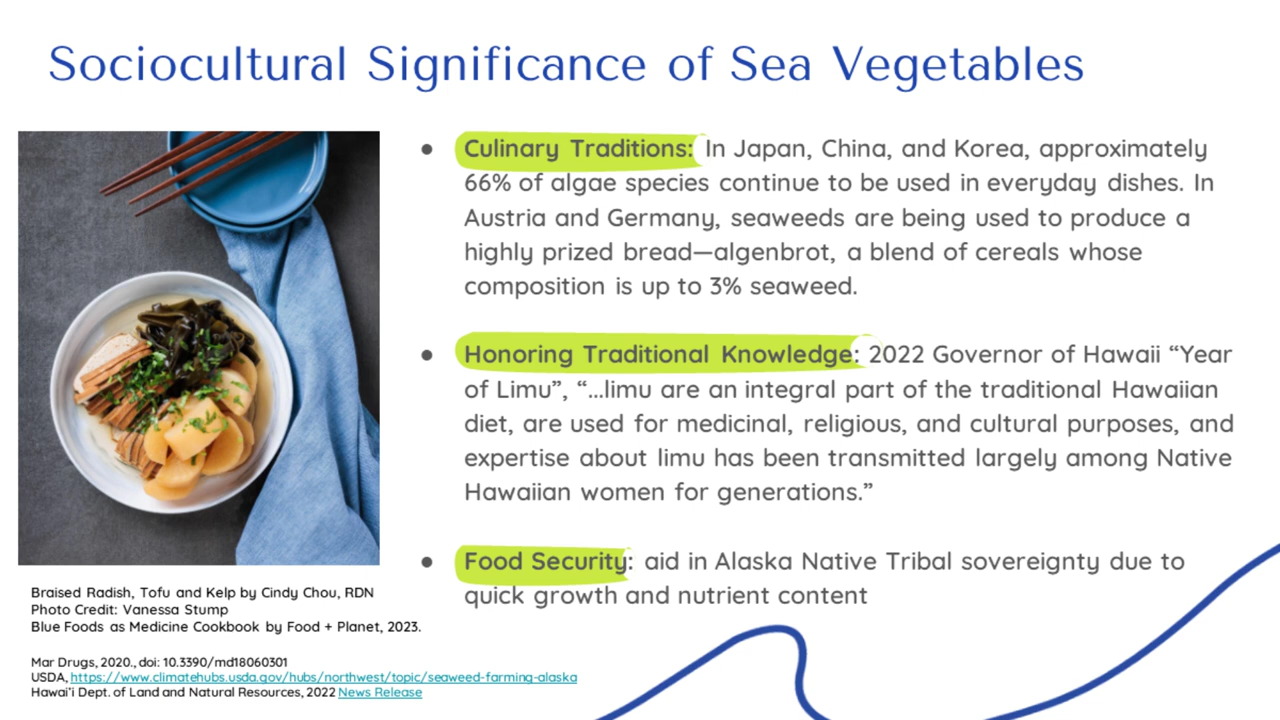 Sociocultural Significance of Sea Vegetables
• Culinary Traditions: In Japan, China, and Korea, approximately
66% of algae species continue to be used in everyday dishes. In
Austria and Germany, seaweeds are being used to produce a
highly prized bread—algenbrot, a blend of cereals whose
composition is up to 3% seaweed.
• Honoring Traditional Knowledge: 2022 Governor of Hawaii “Year
of Limu”, “...limu are an integral part of the traditional Hawaiian
diet, are used for medicinal, religious, and cultural purposes, and
expertise about limu has been transmitted largely among Native
Hawaiian women for generations.”
• Food Security: aid in Alaska Native Tribal sovereignty due to
quick growth and nutrient content
Braised Radish, Tofu and Kelp by Cindy Chou, RDN
Photo Credit: Vanessa Stump
Blue Foods as Medicine Cookbook by Food + Planet, 2023.
Mar Drugs, 2020., doi: 10.3390/md18060301
USDA, https://www.climatehubs.usda.gov/hubs/northwest/topic/seaweed-farming-alaska
Hawai’i Dept. of Land and Natural Resources, 2022 News Release